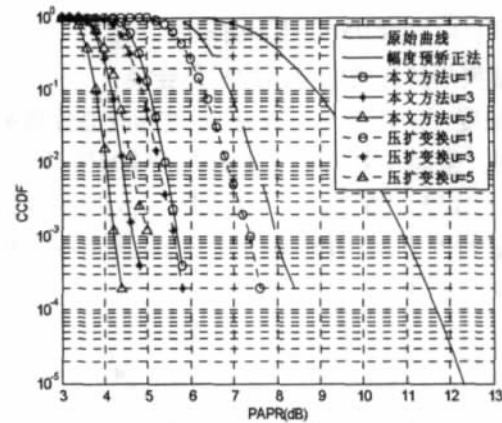 10⁰
10⁻¹
10⁻²
10⁻³
10⁻⁴
10⁻⁵
CCDF
3 4 5 6 7 8 9 10 11 12 13
PAPR(dB)
原始曲线
幅度预矫正法
本文方法u=1
本文方法u=3
本文方法u=5
压扩变换u=1
压扩变换u=3
压扩变换u=5